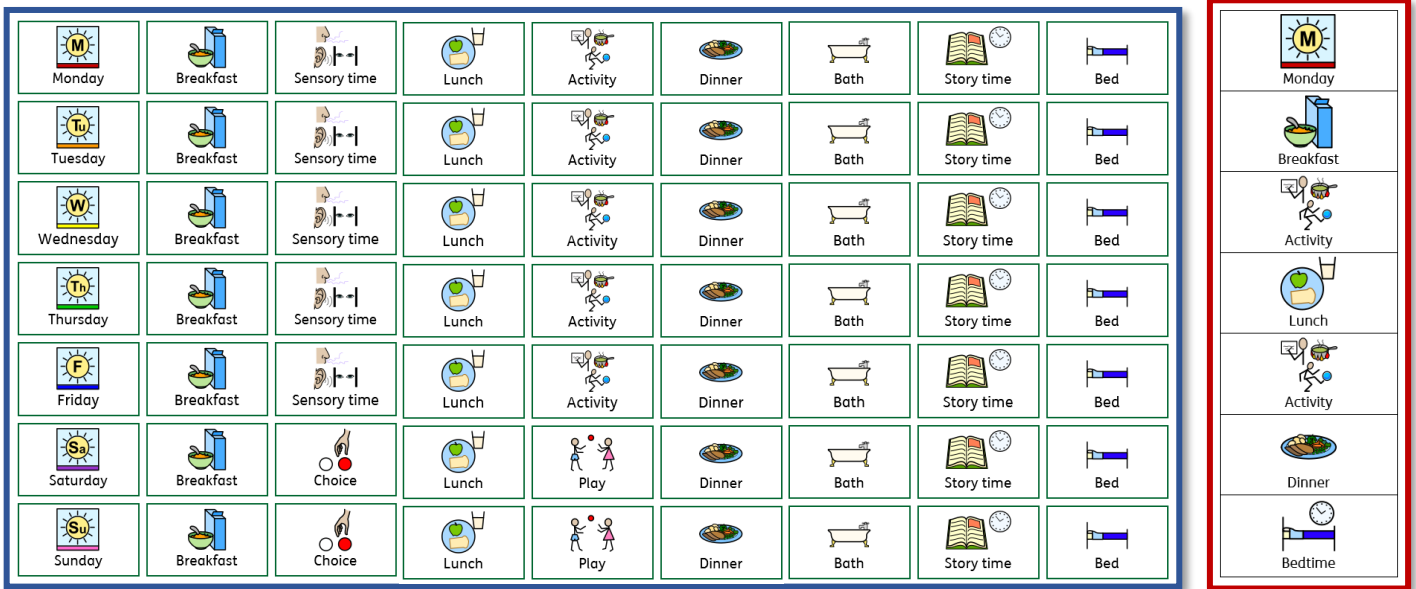 M
Monday
Breakfast
Sensory time
Lunch
Activity
Dinner
Bath
Story time
Bed
Tu
Tuesday
Breakfast
Sensory time
Lunch
Activity
Dinner
Bath
Story time
Bed
W
Wednesday
Breakfast
Sensory time
Lunch
Activity
Dinner
Bath
Story time
Bed
Th
Thursday
Breakfast
Sensory time
Lunch
Activity
Dinner
Bath
Story time
Bed
F
Friday
Breakfast
Sensory time
Lunch
Activity
Dinner
Bath
Story time
Bed
Sa
Saturday
Breakfast
Choice
Lunch
Play
Dinner
Bath
Story time
Bed
Su
Sunday
Breakfast
Choice
Lunch
Play
Dinner
Bath
Story time
Bed
M
Monday
Breakfast
Activity
Lunch
Activity
Dinner
Bedtime